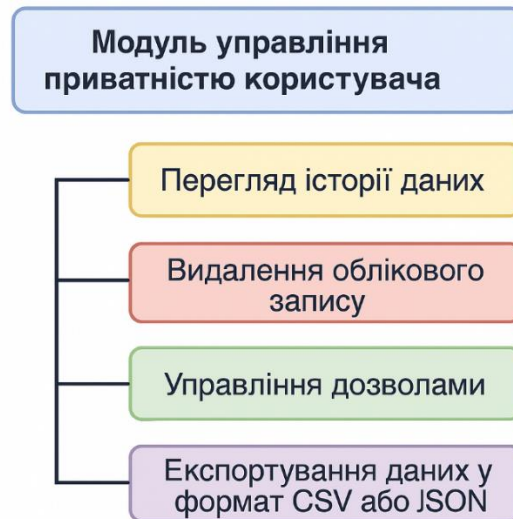 Модуль управління
приватністю користувача
Перегляд історії даних
Видалення облікового
запису
Управління дозволами
Експортування даних у
формат CSV або JSON